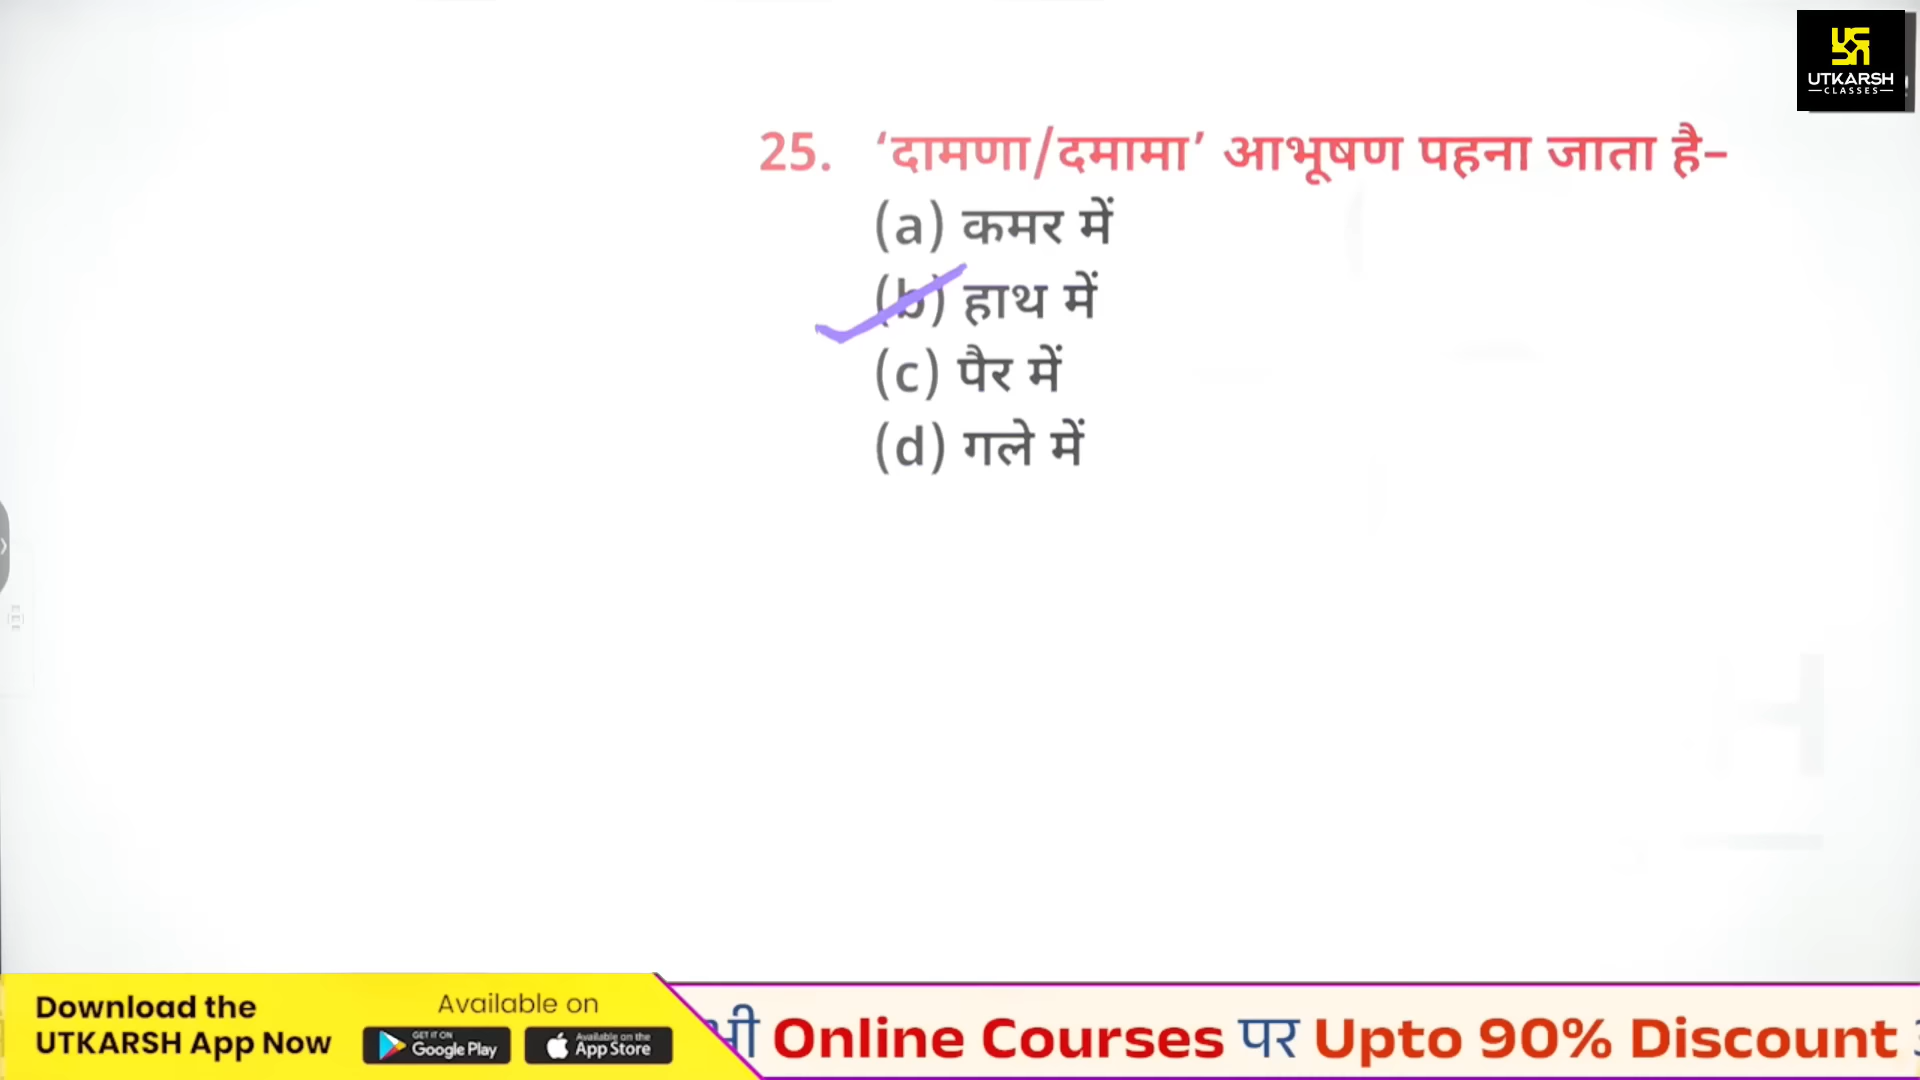 UTKARSH
CLASSES
25. ‘दामणा/दमामा’ आभूषण पहना जाता है–
(a) कमर में
(b) हाथ में
(c) पैर में
(d) गले में
Download the
UTKARSH App Now
Available on
GET IT ON
Google Play
Available on the
App Store
Online Courses पर Upto 90% Discount